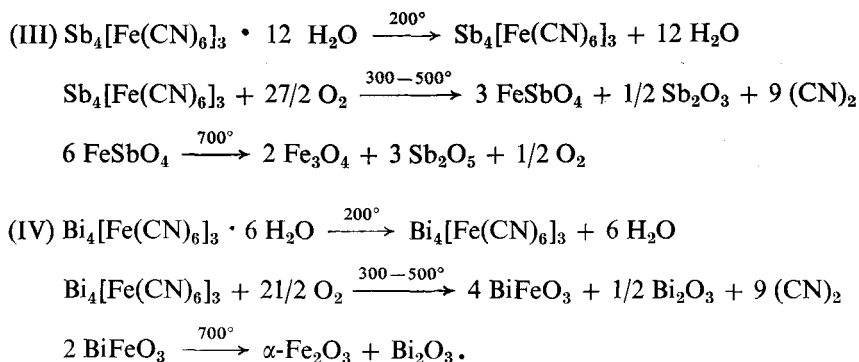 (III) Sb₄[Fe(CN)₆]₃ • 12 H₂O —200°→ Sb₄[Fe(CN)₆]₃ + 12 H₂O
Sb₄[Fe(CN)₆]₃ + 27/2 O₂ —300–500°→ 3 FeSbO₄ + 1/2 Sb₂O₃ + 9 (CN)₂
6 FeSbO₄ —700°→ 2 Fe₃O₄ + 3 Sb₂O₅ + 1/2 O₂
(IV) Bi₄[Fe(CN)₆]₃ · 6 H₂O —200°→ Bi₄[Fe(CN)₆]₃ + 6 H₂O
Bi₄[Fe(CN)₆]₃ + 21/2 O₂ —300–500°→ 4 BiFeO₃ + 1/2 Bi₂O₃ + 9 (CN)₂
2 BiFeO₃ —700°→ α-Fe₂O₃ + Bi₂O₃.